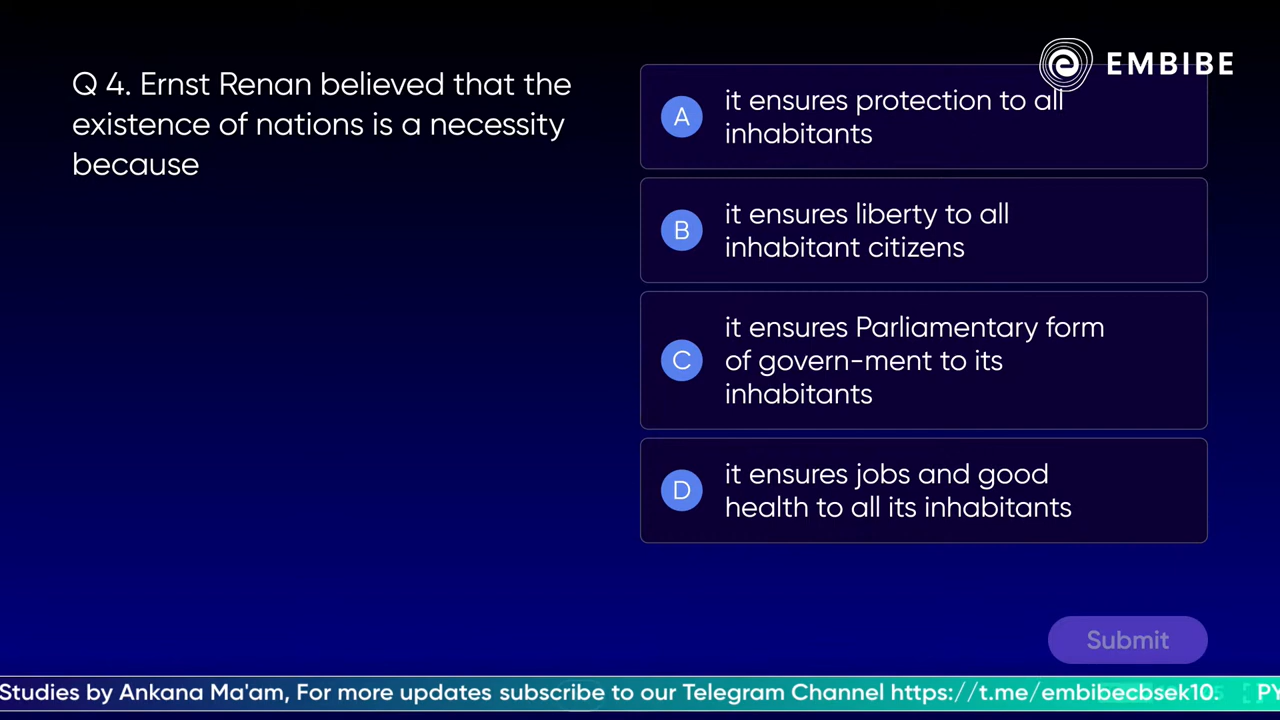 EMBIBE
Q 4. Ernst Renan believed that the
existence of nations is a necessity
because
A
it ensures protection to all
inhabitants
B
it ensures liberty to all
inhabitant citizens
C
it ensures Parliamentary form
of govern-ment to its
inhabitants
D
it ensures jobs and good
health to all its inhabitants
Submit
Studies by Ankana Ma'am, For more updates subscribe to our Telegram Channel https://t.me/embibecbsek10. PY